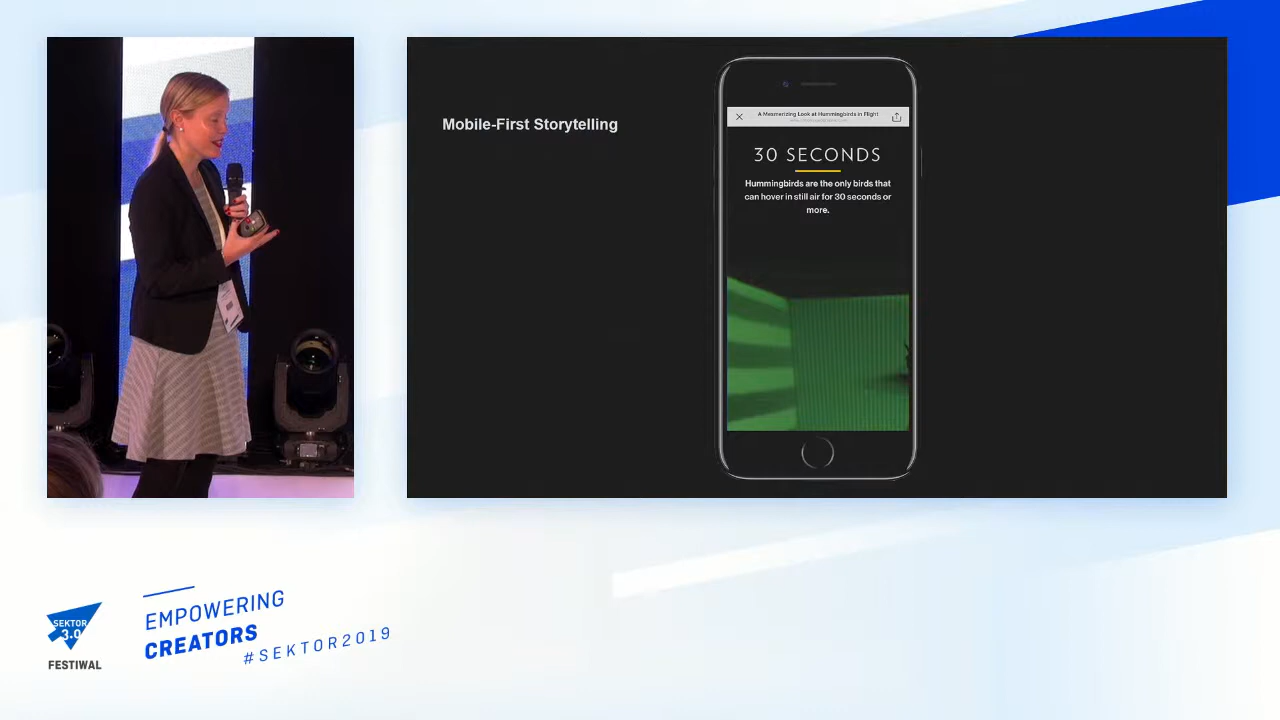 Mobile-First Storytelling
A Mesmerizing Look at Hummingbirds in Flight
30 SECONDS
Hummingbirds are the only birds that
can hover in still air for 30 seconds or
more.
SEKTOR
3.0
FESTIWAL
EMPOWERING
CREATORS
#SEKTOR2019